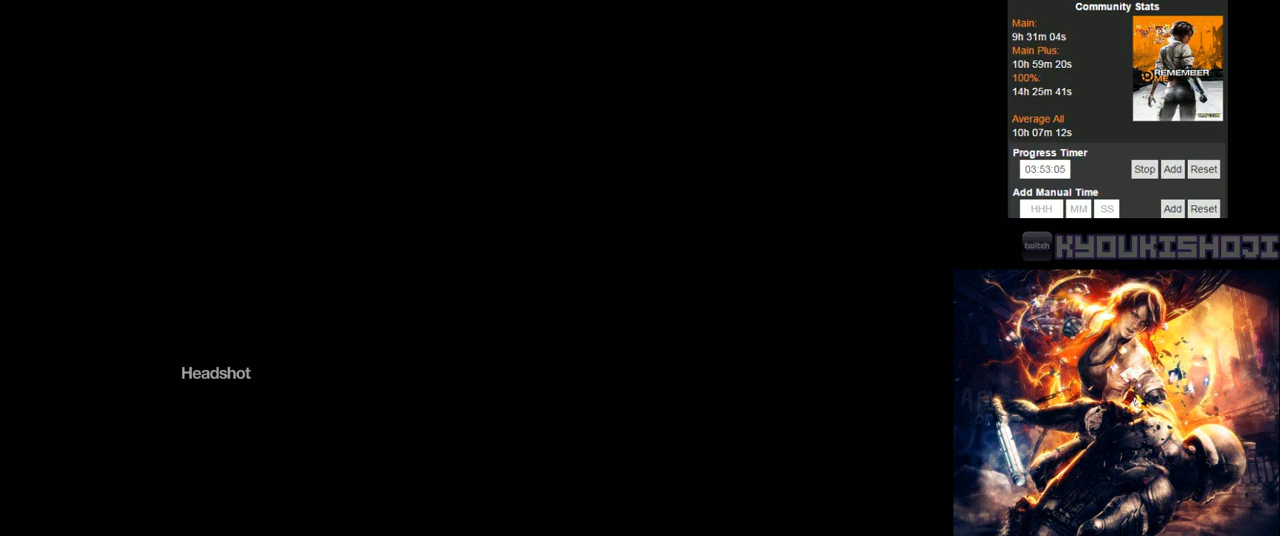 Community Stats
Main:
9h 31m 04s
Main Plus:
10h 59m 20s
100%:
14h 25m 41s
REMEMBER
ME
CAPCOM
Average All
10h 07m 12s
Progress Timer
03:53:05 Stop Add Reset
Add Manual Time
HHH MM SS Add Reset
twitch KYOUKISHOJI
Headshot